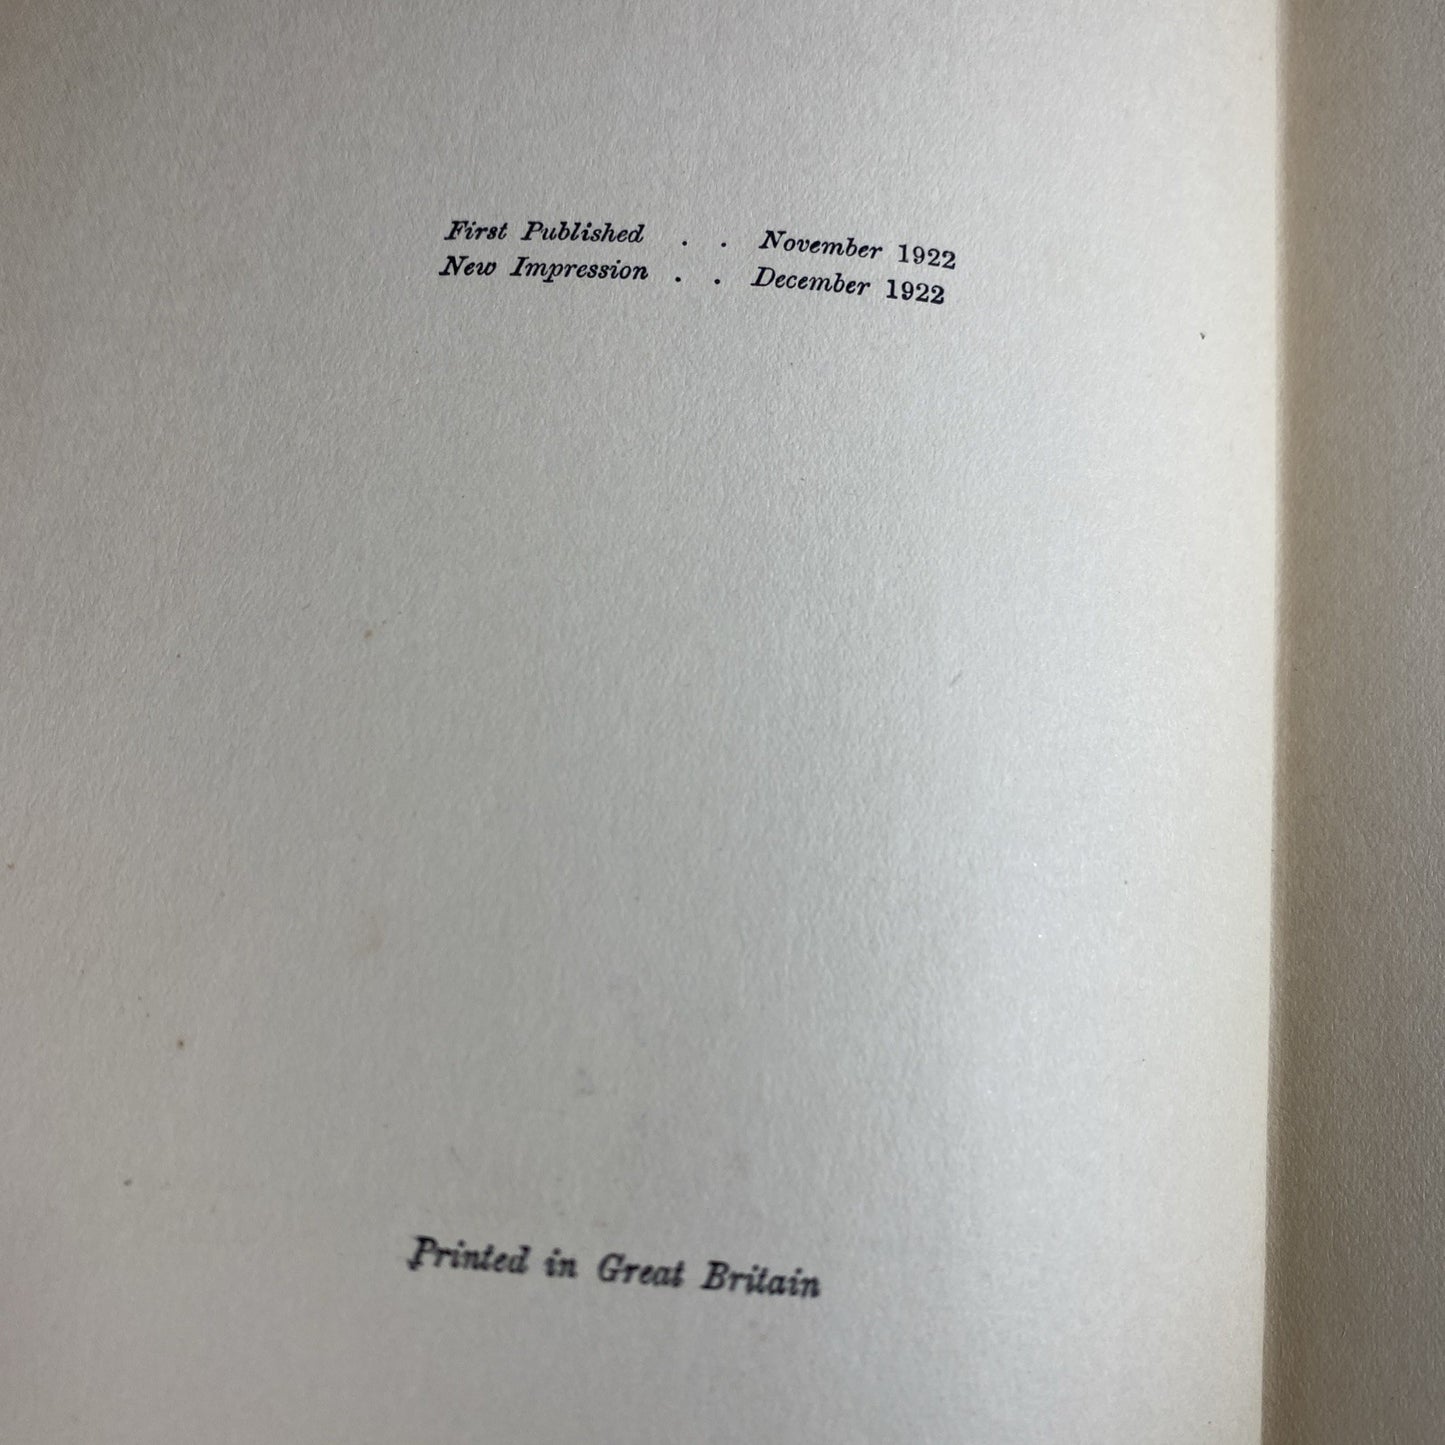 First Published . . November 1922
New Impression . . December 1922
Printed in Great Britain